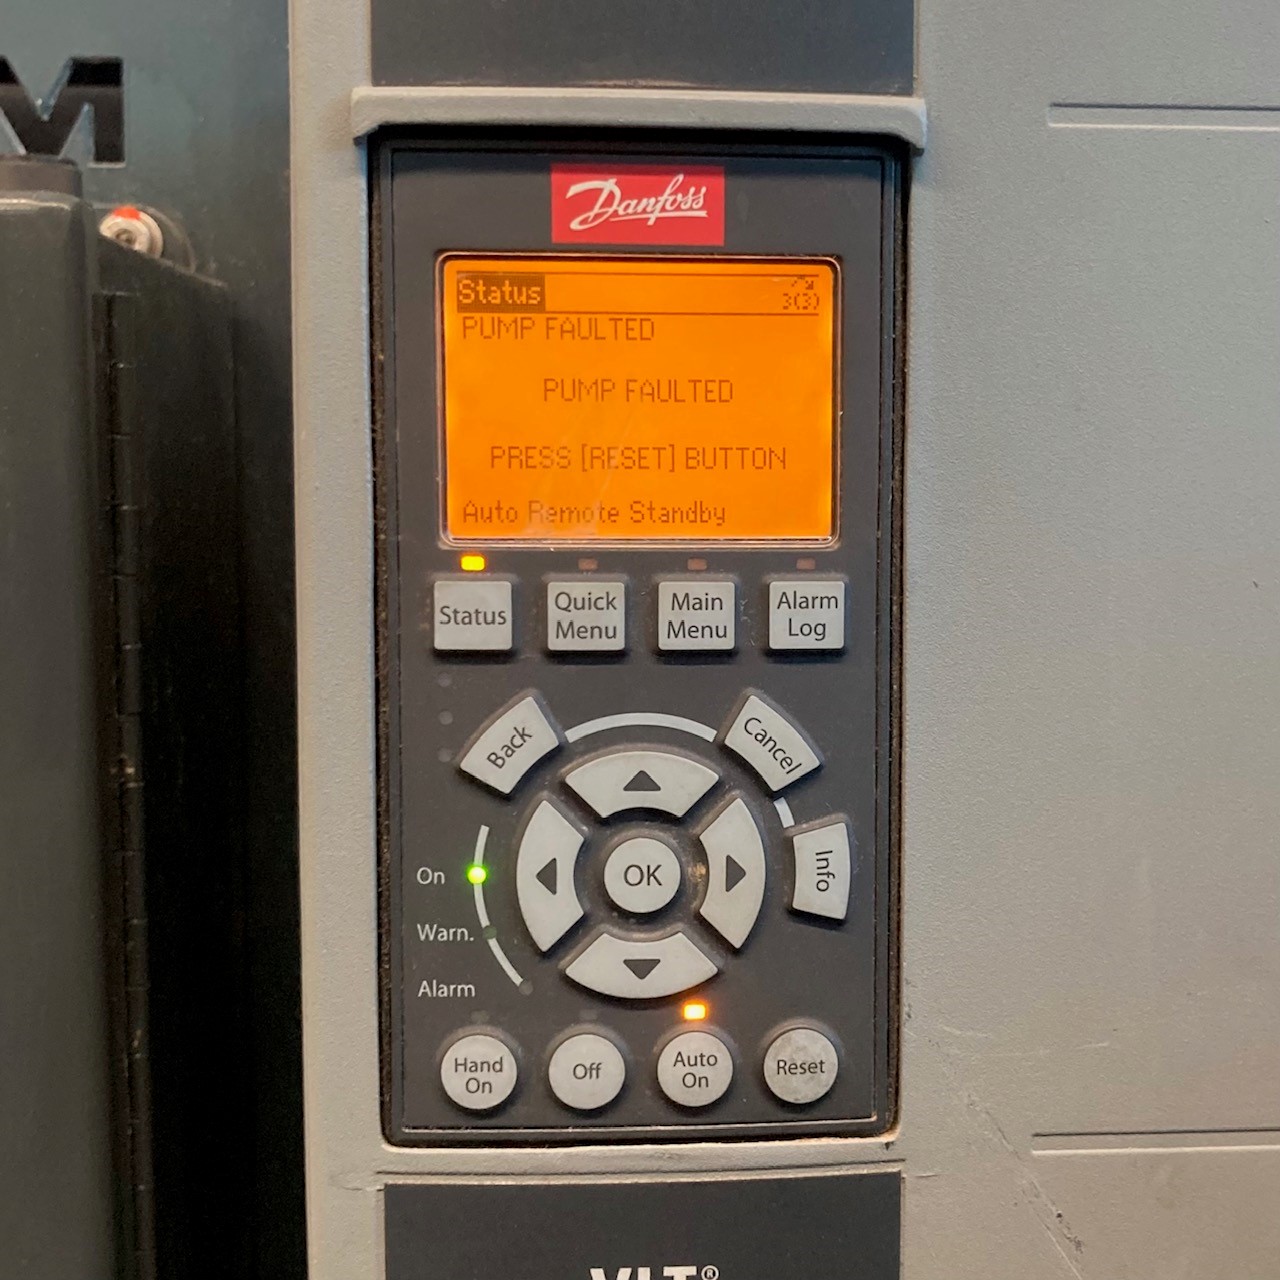 M
Danfoss
Status
3(3)
PUMP FAULTED
PUMP FAULTED
PRESS [RESET] BUTTON
Auto Remote Standby
Status
Quick
Menu
Main
Menu
Alarm
Log
Back
Cancel
Info
OK
On
Warn.
Alarm
Hand
On
Off
Auto
On
Reset
VLT®